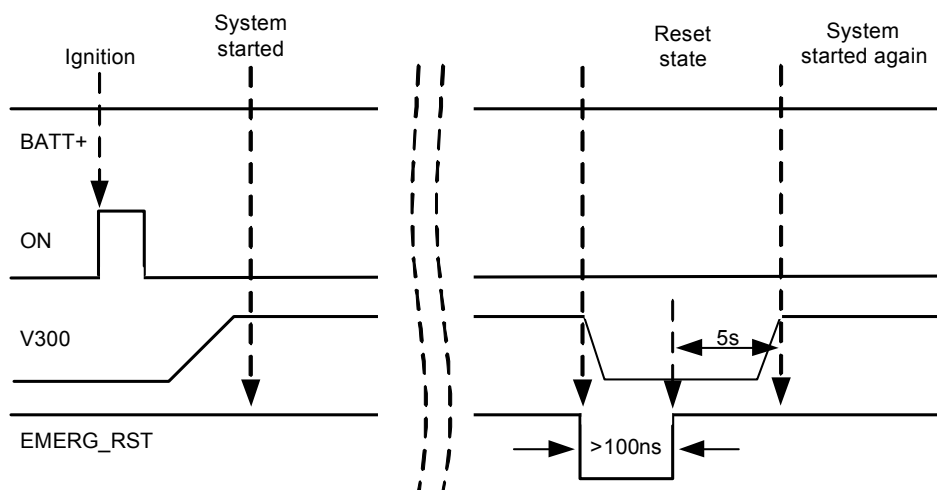 Ignition
System
started
Reset
state
System
started again
BATT+
ON
V300
5s
EMERG_RST
>100ns